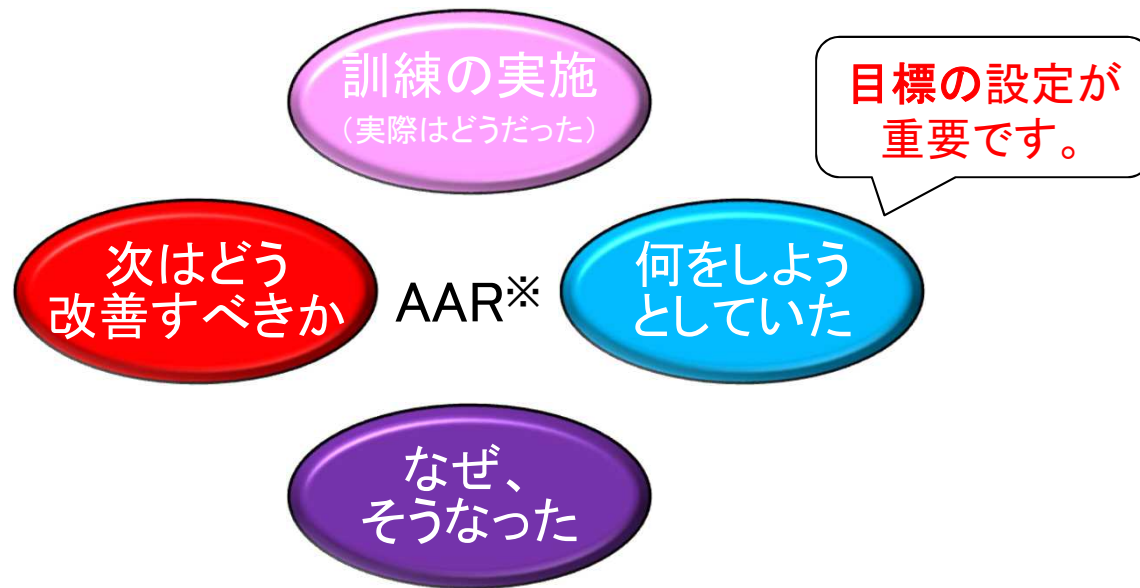 訓練の実施
（実際はどうだった）
目標の設定が
重要です。
次はどう
改善すべきか
AAR※
何をしよう
としていた
なぜ、
そうなった